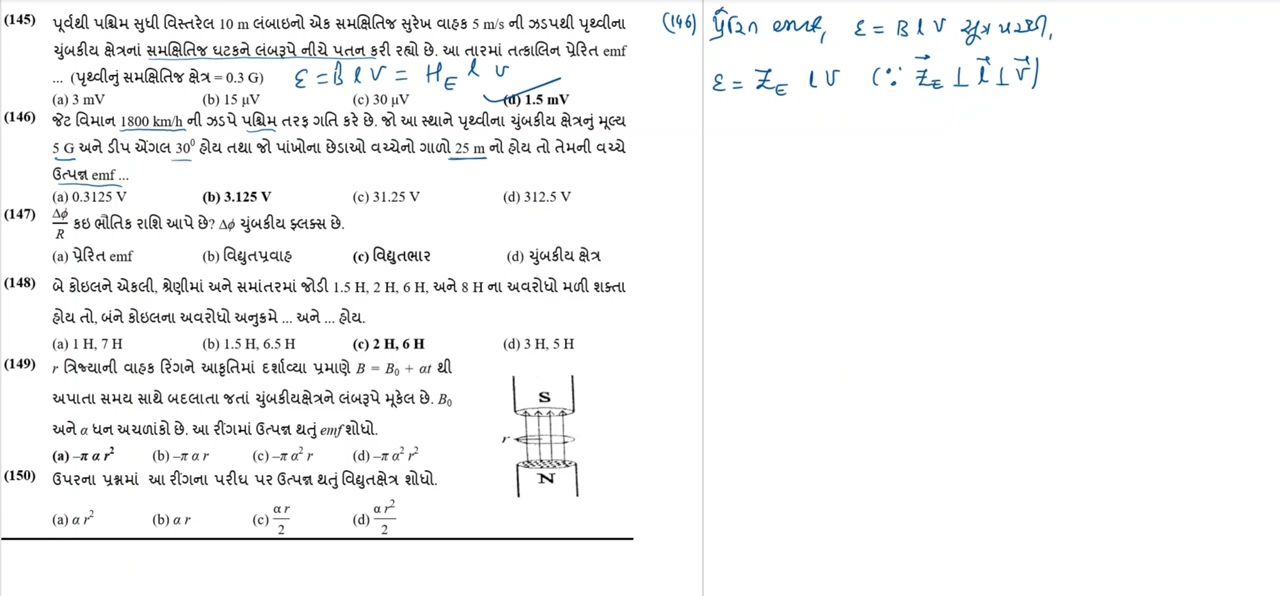 (145) પૂર્વથી પશ્ચિમ સુધી વિસ્તરેલ 10 m લંબાઇનો એક સમક્ષિતિજ સુરેખ વાહક 5 m/s ની ઝડપથી પૃથ્વીના
ચુંબકીય ક્ષેત્રનાં સમક્ષિતિજ ઘટકને લંબરૂપે નીચે પતન કરી રહ્યો છે. આ તારમાં તત્કાલિન પ્રેરિત emf
... (પૃથ્વીનું સમક્ષિતિજ ક્ષેત્ર = 0.3 G) ε = B l v = H_E l v
(a) 3 mV (b) 15 μV (c) 30 μV (d) 1.5 mV
(146) જેટ વિમાન 1800 km/h ની ઝડપે પશ્ચિમ તરફ ગતિ કરે છે. જો આ સ્થાને પૃથ્વીના ચુંબકીય ક્ષેત્રનું મૂલ્ય
5 G અને ડીપ એંગલ 30⁰ હોય તથા જો પાંખોના છેડાઓ વચ્ચેનો ગાળો 25 m નો હોય તો તેમની વચ્ચે
ઉત્પન્ન emf ...
(a) 0.3125 V (b) 3.125 V (c) 31.25 V (d) 312.5 V
(147) Δϕ/R કઇ ભૌતિક રાશિ આપે છે? Δϕ ચુંબકીય ફ્લક્સ છે.
(a) પ્રેરિત emf (b) વિદ્યુતપ્રવાહ (c) વિદ્યુતભાર (d) ચુંબકીય ક્ષેત્ર
(148) બે કોઇલને એકલી, શ્રેણીમાં અને સમાંતરમાં જોડી 1.5 H, 2 H, 6 H, અને 8 H ના અવરોધો મળી શક્તા
હોય તો, બંને કોઇલના અવરોધો અનુક્રમે ... અને ... હોય.
(a) 1 H, 7 H (b) 1.5 H, 6.5 H (c) 2 H, 6 H (d) 3 H, 5 H
(149) r ત્રિજ્યાની વાહક રિંગને આકૃતિમાં દર્શાવ્યા પ્રમાણે B = B₀ + αt થી
અપાતા સમય સાથે બદલાતા જતાં ચુંબકીયક્ષેત્રને લંબરૂપે મૂકેલ છે. B₀
અને α ધન અચળાંકો છે. આ રીંગમાં ઉત્પન્ન થતું emf શોધો.
(a) –π α r² (b) –π α r (c) –π α² r (d) –π α² r²
(150) ઉપરના પ્રશ્નમાં આ રીંગના પરીઘ પર ઉત્પન્ન થતું વિદ્યુતક્ષેત્ર શોધો.
(a) α r² (b) α r (c) α r/2 (d) α r²/2
S
r
N
(146) ε = B l v સૂત્ર પરથી,
ε = Z_E l v (∵ Z⃗_E ⊥ l⃗ ⊥ v⃗)